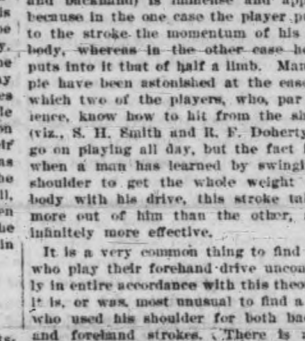 and backhand) is immense and app
because in the one case the player p
to the stroke the momentum of his
body, whereas in the other case he
puts into it that of half a limb. Man
ple have been astonished at the ease
which two of the players, who, par
ience, know how to hit from the sh
(viz., S. H. Smith and R. F. Doherty
go on playing all day, but the fact i
when a man has learned by swingi
shoulder to get the whole weight
body with his drive, this stroke ta
more out of him than the other,
infinitely more effective.
It is a very common thing to find
who play their forehand drive uncon
ly in entire accordance with this theo
it is, or was, most unusual to find a
who used his shoulder for both bac
and forehand strokes. There is